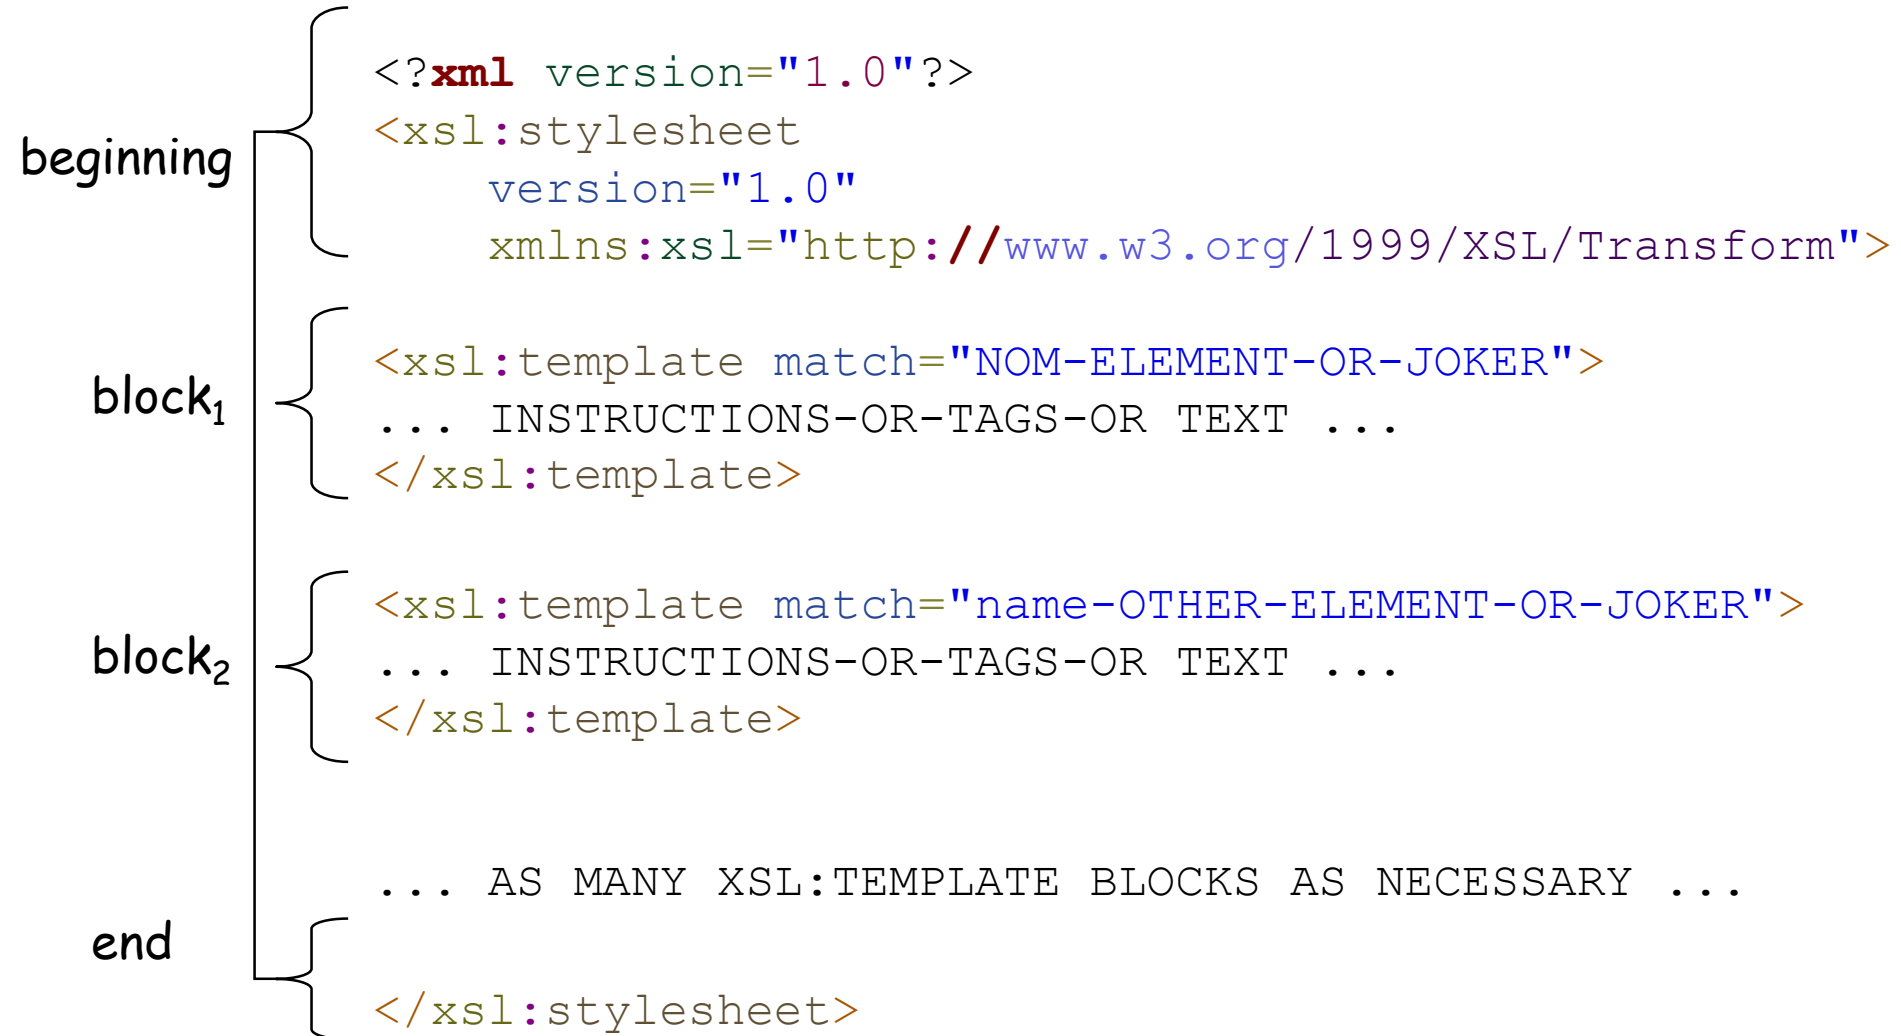 beginning
<?xml version="1.0"?>
<xsl:stylesheet
    version="1.0"
    xmlns:xsl="http://www.w3.org/1999/XSL/Transform">
block1
<xsl:template match="NOM-ELEMENT-OR-JOKER">
... INSTRUCTIONS-OR-TAGS-OR TEXT ...
</xsl:template>
block2
<xsl:template match="name-OTHER-ELEMENT-OR-JOKER">
... INSTRUCTIONS-OR-TAGS-OR TEXT ...
</xsl:template>
... AS MANY XSL:TEMPLATE BLOCKS AS NECESSARY ...
end
</xsl:stylesheet>